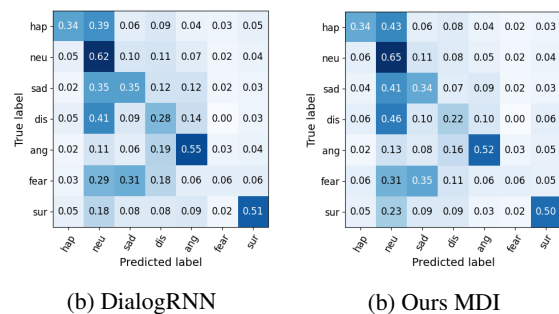 hap 0.34 0.39 0.06 0.09 0.04 0.03 0.05
neu 0.02 0.62 0.10 0.11 0.07 0.03 0.04
sad 0.02 0.35 0.35 0.12 0.12 0.02 0.02
dis 0.05 0.41 0.09 0.28 0.14 0.00 0.03
ang 0.02 0.11 0.06 0.19 0.55 0.03 0.04
fear 0.03 0.29 0.31 0.18 0.06 0.06 0.06
sur 0.05 0.18 0.08 0.08 0.09 0.02 0.51
hap neu sad dis ang fear sur
True label
Predicted label
(b) DialogRNN
hap 0.34 0.43 0.06 0.08 0.04 0.02 0.04
neu 0.06 0.65 0.11 0.08 0.05 0.02 0.04
sad 0.04 0.41 0.34 0.07 0.09 0.02 0.03
dis 0.05 0.46 0.10 0.22 0.10 0.00 0.06
ang 0.02 0.13 0.08 0.16 0.52 0.03 0.05
fear 0.06 0.31 0.35 0.11 0.06 0.06 0.05
sur 0.05 0.23 0.09 0.09 0.03 0.02 0.50
hap neu sad dis ang fear sur
True label
Predicted label
(b) Ours MDI